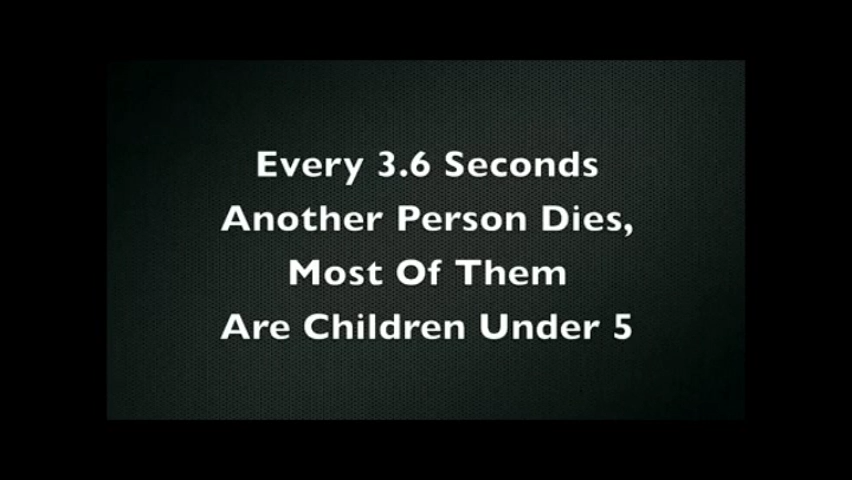 Every 3.6 Seconds
Another Person Dies,
Most Of Them
Are Children Under 5